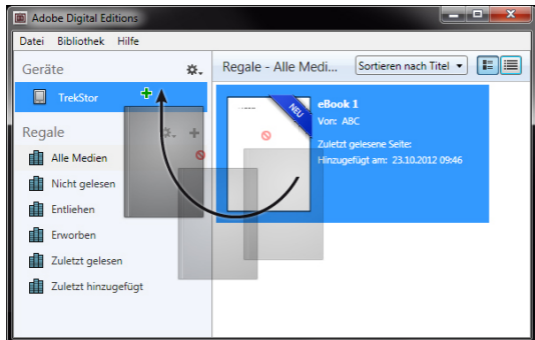 Adobe Digital Editions
Datei Bibliothek Hilfe
Geräte
TrekStor
Regale
Alle Medien
Nicht gelesen
Entliehen
Erworben
Zuletzt gelesen
Zuletzt hinzugefügt
Regale - Alle Medi... Sortieren nach Titel
NEU
eBook 1
Von: ABC
Zuletzt gelesene Seite:
Hinzugefügt am: 23.10.2012 09:46